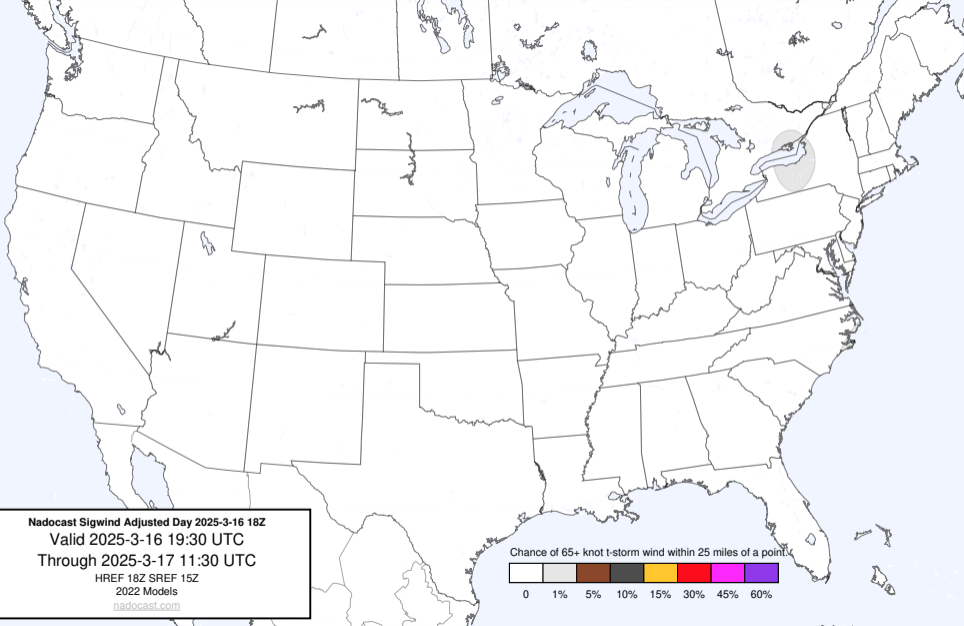 Nadocast Sigwind Adjusted Day 2025-3-16 18Z
Valid 2025-3-16 19:30 UTC
Through 2025-3-17 11:30 UTC
HREF 18Z SREF 15Z
2022 Models
nadocast.com
Chance of 65+ knot t-storm wind within 25 miles of a point.
0 1% 5% 10% 15% 30% 45% 60%